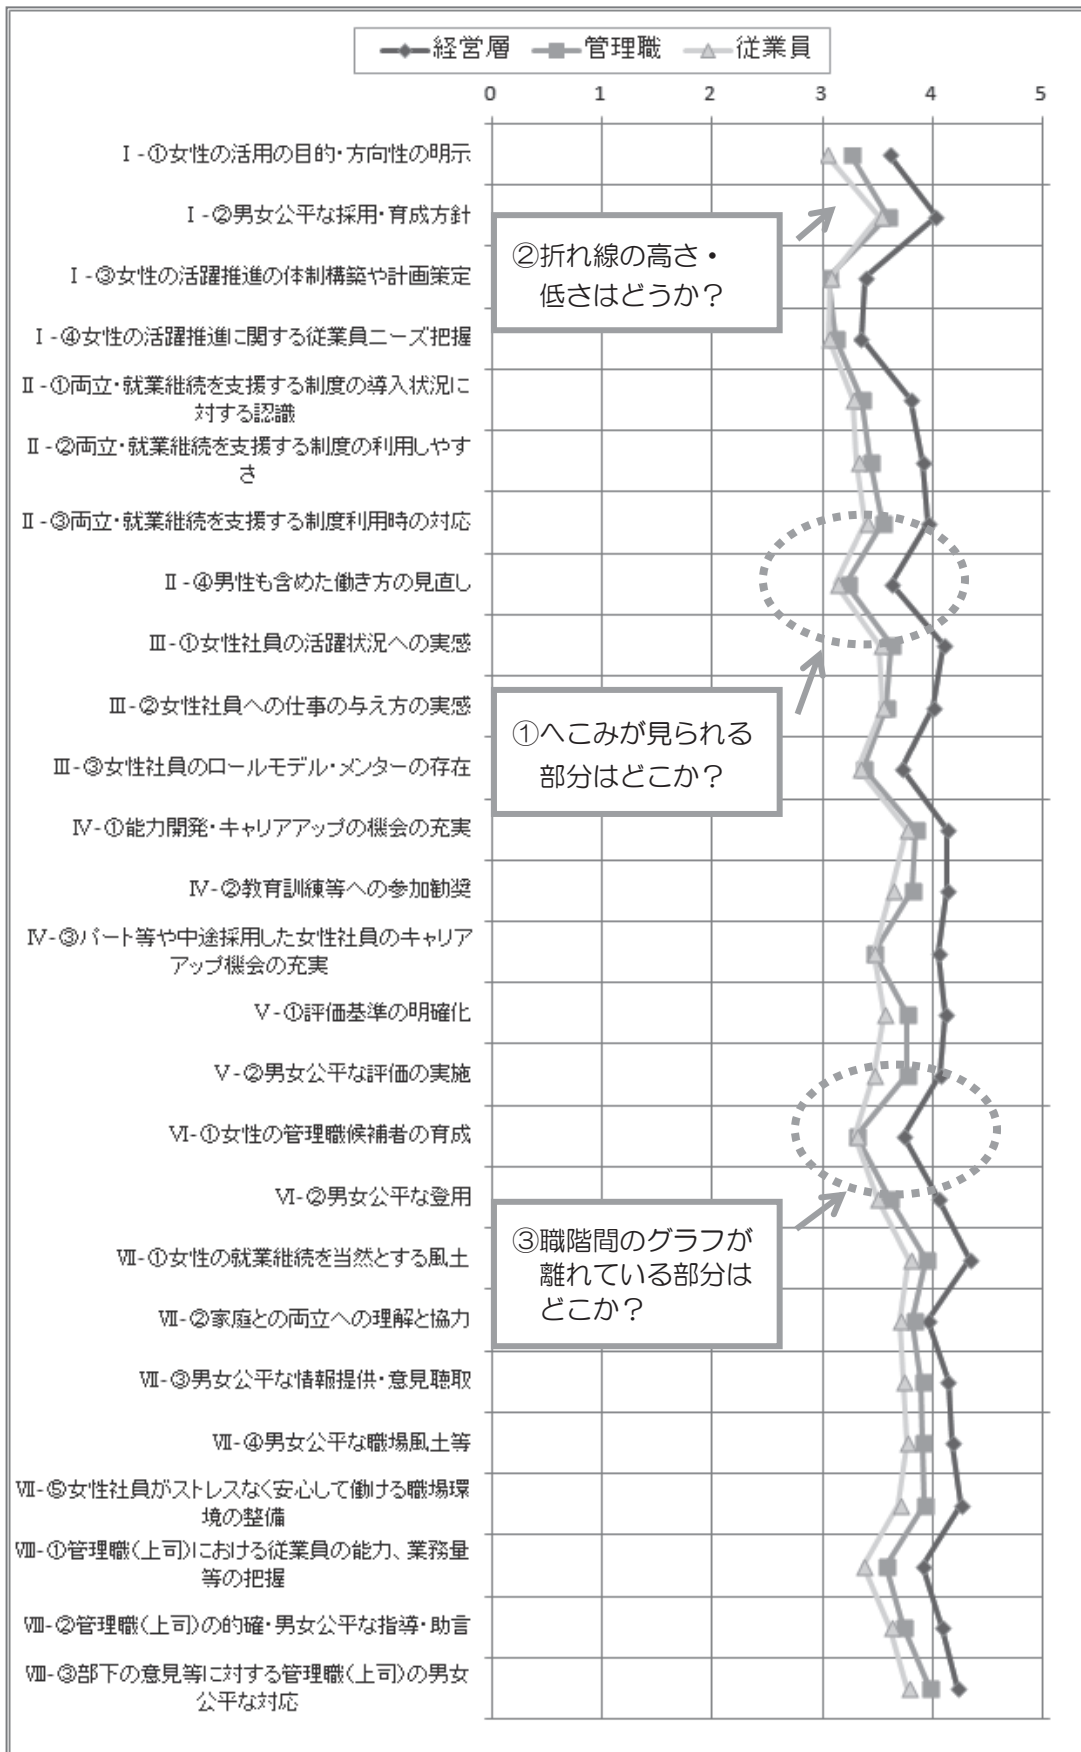 経営層 管理職 従業員
0 1 2 3 4 5
Ⅰ-①女性の活用の目的・方向性の明示
Ⅰ-②男女公平な採用・育成方針
Ⅰ-③女性の活躍推進の体制構築や計画策定
Ⅰ-④女性の活躍推進に関する従業員ニーズ把握
Ⅱ-①両立・就業継続を支援する制度の導入状況に
対する認識
Ⅱ-②両立・就業継続を支援する制度の利用しやす
さ
Ⅱ-③両立・就業継続を支援する制度利用時の対応
Ⅱ-④男性も含めた働き方の見直し
Ⅲ-①女性社員の活躍状況への実感
Ⅲ-②女性社員への仕事の与え方の実感
Ⅲ-③女性社員のロールモデル・メンターの存在
Ⅳ-①能力開発・キャリアアップの機会の充実
Ⅳ-②教育訓練等への参加勧奨
Ⅳ-③パート等や中途採用した女性社員のキャリア
アップ機会の充実
Ⅴ-①評価基準の明確化
Ⅴ-②男女公平な評価の実施
Ⅵ-①女性の管理職候補者の育成
Ⅵ-②男女公平な登用
Ⅶ-①女性の就業継続を当然とする風土
Ⅶ-②家庭との両立への理解と協力
Ⅶ-③男女公平な情報提供・意見聴取
Ⅶ-④男女公平な職場風土等
Ⅶ-⑤女性社員がストレスなく安心して働ける職場環
境の整備
Ⅷ-①管理職(上司)における従業員の能力、業務量
等の把握
Ⅷ-②管理職(上司)の的確・男女公平な指導・助言
Ⅷ-③部下の意見等に対する管理職(上司)の男女
公平な対応
②折れ線の高さ・
低さはどうか？
①へこみが見られる
部分はどこか？
③職階間のグラフが
離れている部分は
どこか？